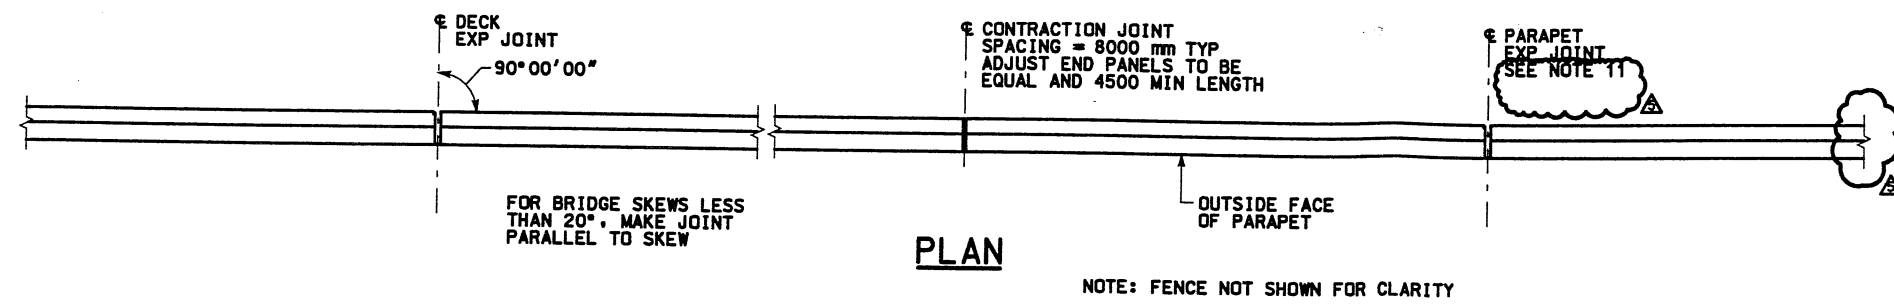 ℄ DECK
EXP JOINT
90°00'00"
℄ CONTRACTION JOINT
SPACING = 8000 mm TYP
ADJUST END PANELS TO BE
EQUAL AND 4500 MIN LENGTH
℄ PARAPET
EXP JOINT
SEE NOTE 11
FOR BRIDGE SKEWS LESS
THAN 20°, MAKE JOINT
PARALLEL TO SKEW
OUTSIDE FACE
OF PARAPET
PLAN
NOTE: FENCE NOT SHOWN FOR CLARITY